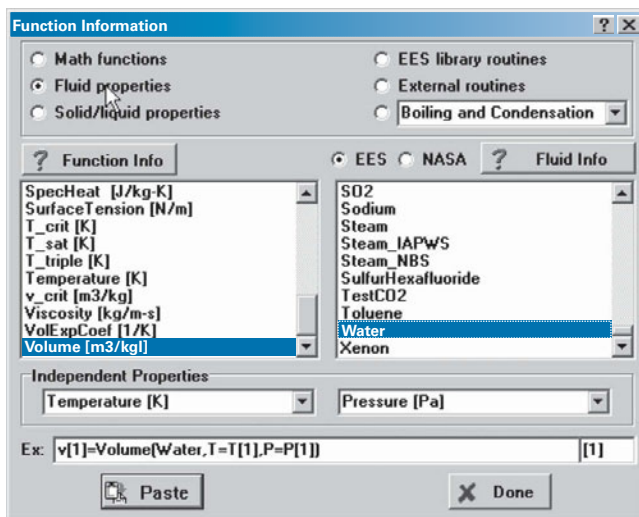 Function Information
Math functions
EES library routines
Fluid properties
External routines
Solid/liquid properties
Boiling and Condensation
? Function Info
EES
NASA
? Fluid Info
SpecHeat [J/kg-K]
SurfaceTension [N/m]
T_crit [K]
T_sat [K]
T_triple [K]
Temperature [K]
v_crit [m3/kg]
Viscosity [kg/m-s]
VolExpCoef [1/K]
Volume [m3/kgl]
SO2
Sodium
Steam
Steam_IAPWS
Steam_NBS
SulfurHexafluoride
TestCO2
Toluene
Water
Xenon
Independent Properties
Temperature [K]
Pressure [Pa]
Ex: v[1]=Volume(Water,T=T[1],P=P[1])
[1]
Paste
Done